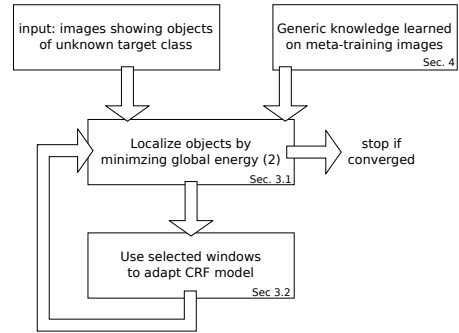 input: images showing objects
of unknown target class
Generic knowledge learned
on meta-training images
Sec. 4
Localize objects by
minimzing global energy (2)
Sec. 3.1
stop if
converged
Use selected windows
to adapt CRF model
Sec 3.2